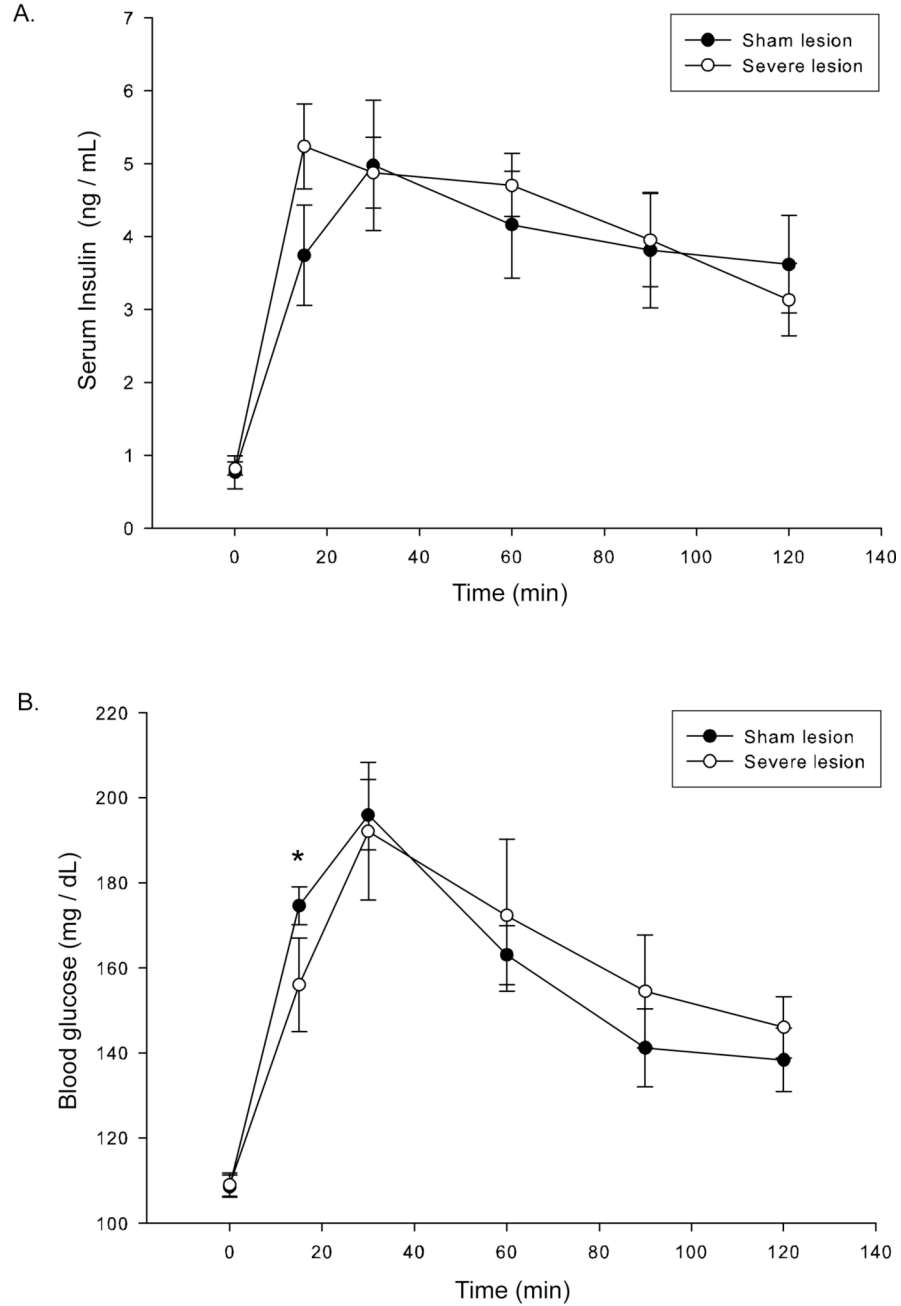 A.
7
6
5
4
3
2
1
0
Serum Insulin (ng / mL)
Sham lesion
Severe lesion
0 20 40 60 80 100 120 140
Time (min)
B.
220
200
180
160
140
120
100
Blood glucose (mg / dL)
Sham lesion
Severe lesion
*
0 20 40 60 80 100 120 140
Time (min)